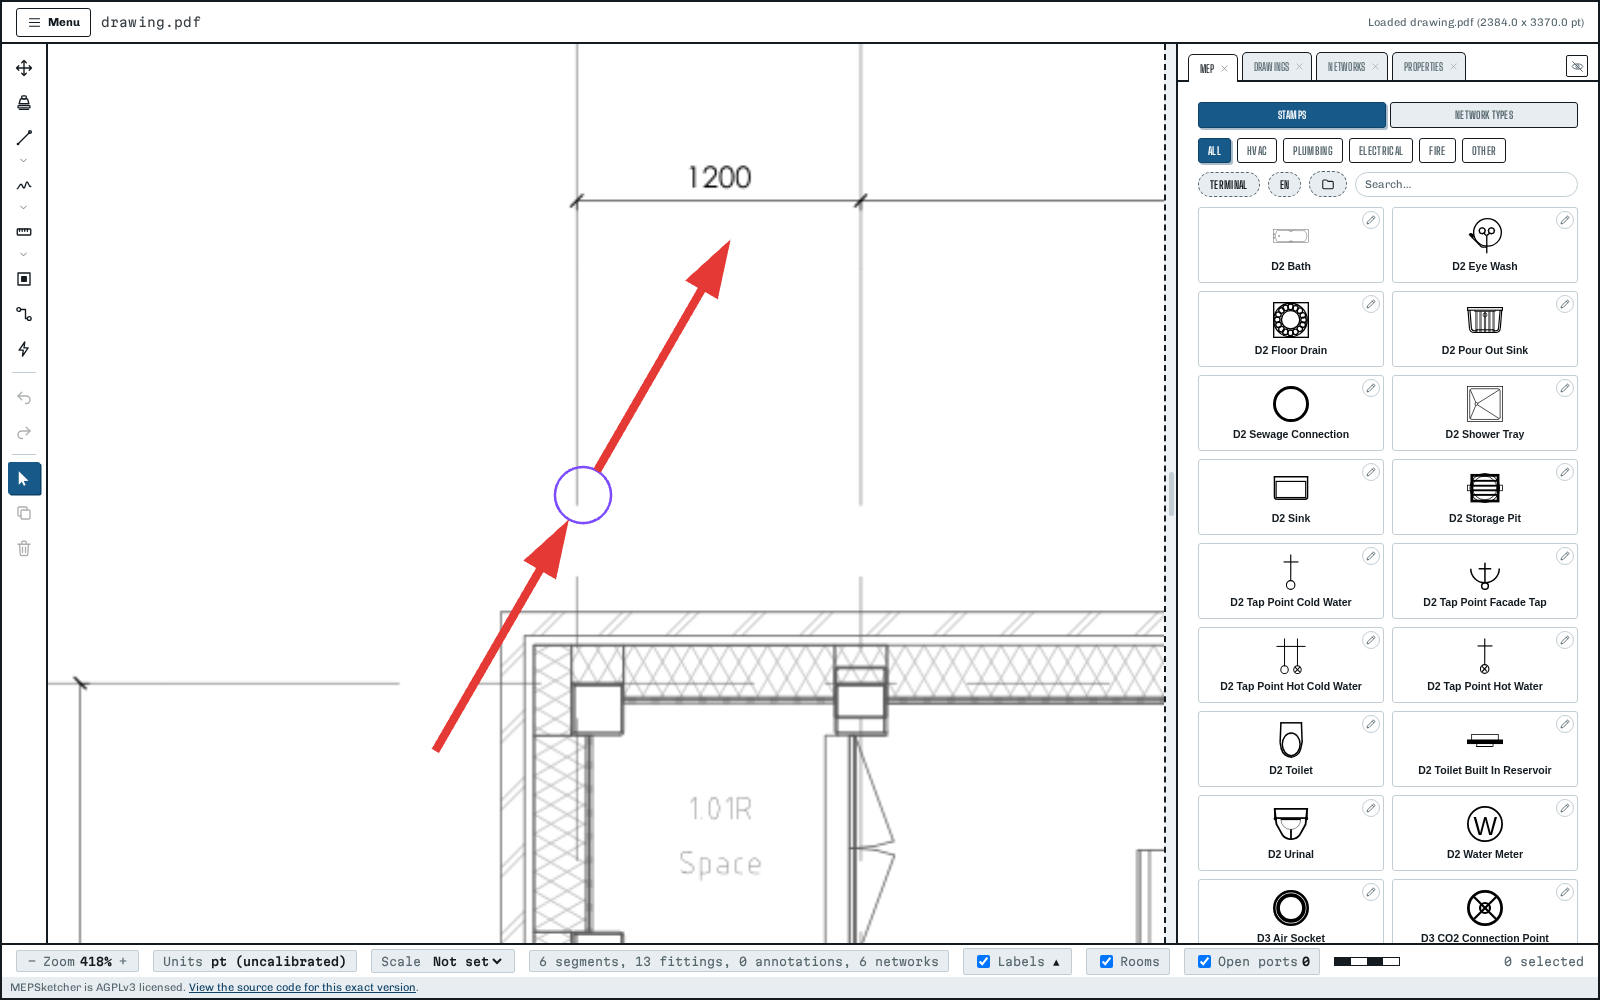 Menu
drawing.pdf
Loaded drawing.pdf (2384.0 x 3370.0 pt)
MEP
DRAWINGS
NETWORKS
PROPERTIES
STAMPS
NETWORK TYPES
ALL
HVAC
PLUMBING
ELECTRICAL
FIRE
OTHER
TERMINAL
EN
Search...
D2 Bath
D2 Eye Wash
D2 Floor Drain
D2 Pour Out Sink
D2 Sewage Connection
D2 Shower Tray
D2 Sink
D2 Storage Pit
D2 Tap Point Cold Water
D2 Tap Point Facade Tap
D2 Tap Point Hot Cold Water
D2 Tap Point Hot Water
D2 Toilet
D2 Toilet Built In Reservoir
D2 Urinal
W
D2 Water Meter
D3 Air Socket
D3 CO2 Connection Point
1200
1.01R
Space
− Zoom 418% +
Units pt (uncalibrated)
Scale Not set
6 segments, 13 fittings, 0 annotations, 6 networks
Labels ▲
Rooms
Open ports 0
0 selected
MEPSketcher is AGPLv3 licensed. View the source code for this exact version.